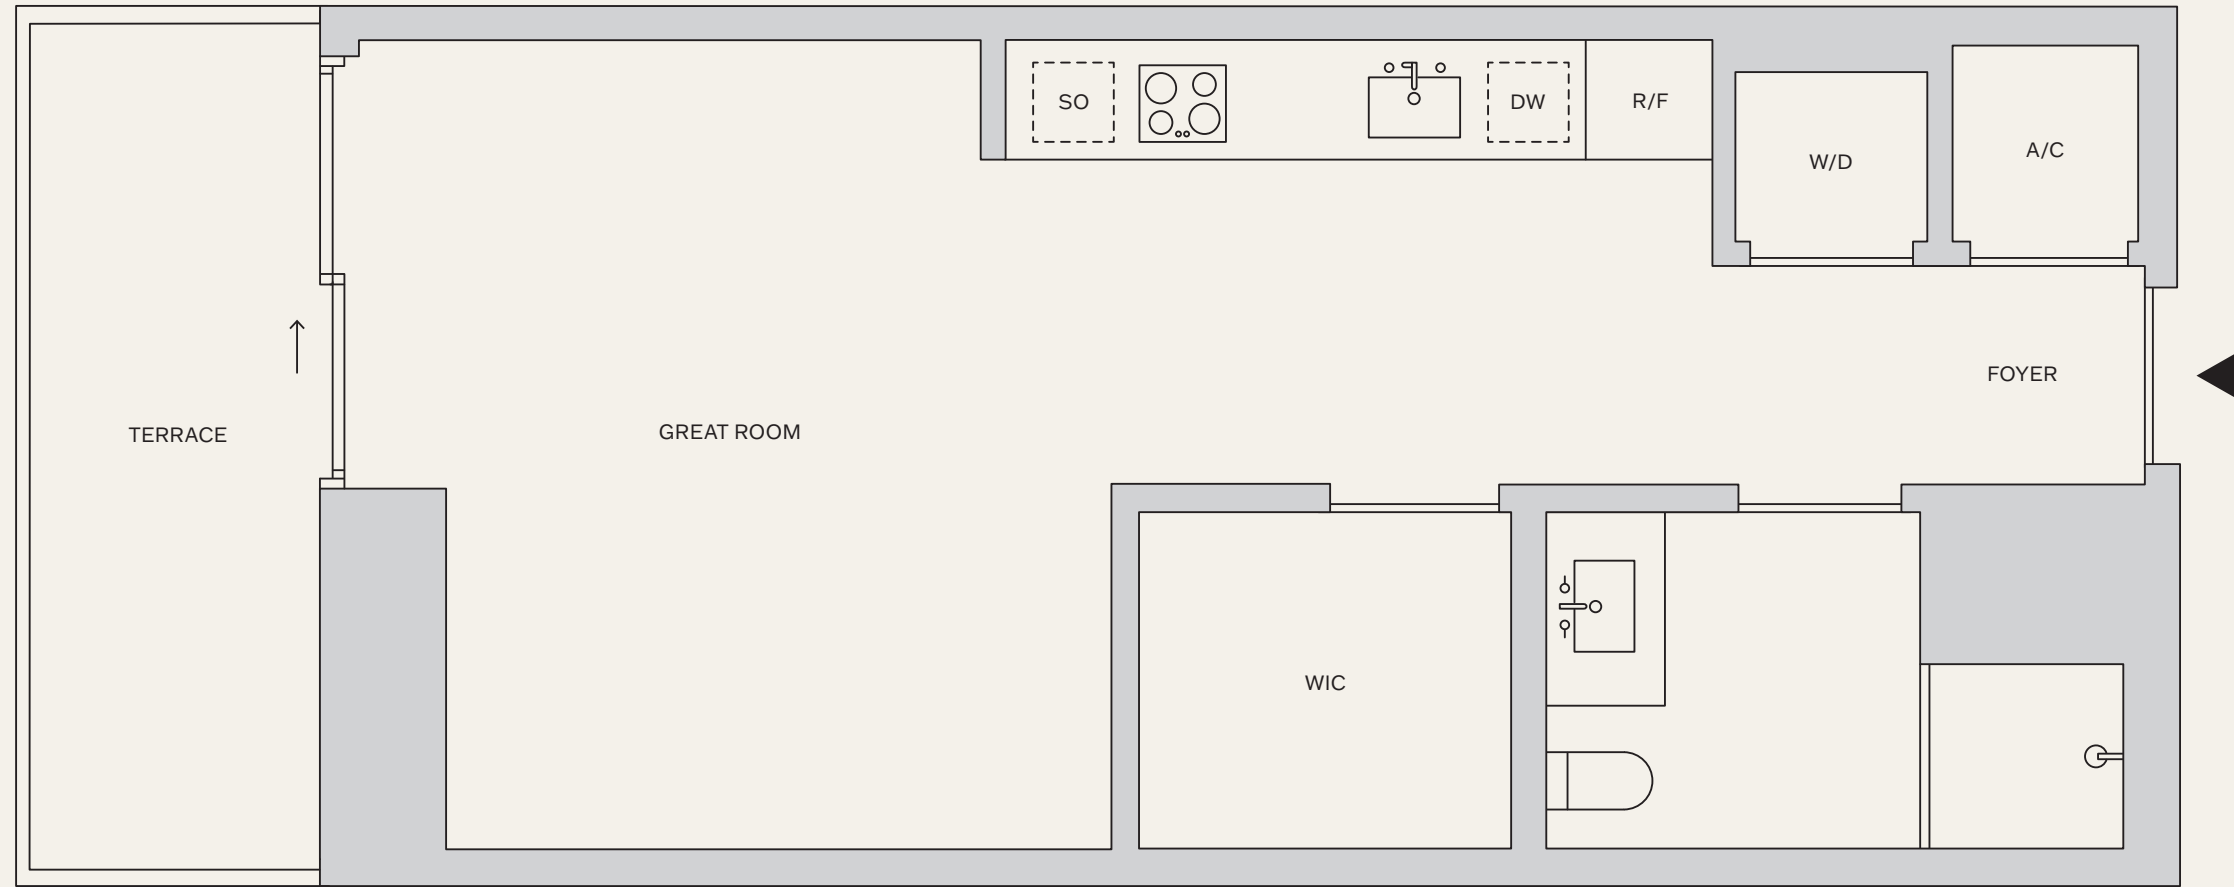 SO
DW
R/F
W/D
A/C
FOYER
TERRACE
GREAT ROOM
WIC